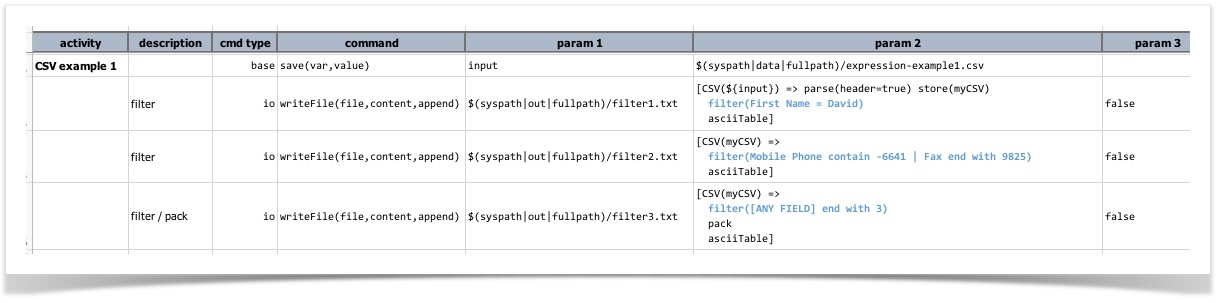 activity description cmd type command param 1 param 2 param 3
CSV example 1 base save(var,value) input $(syspath|data|fullpath)/expression-example1.csv
filter io writeFile(file,content,append) $(syspath|out|fullpath)/filter1.txt [CSV(${input}) => parse(header=true) store(myCSV) false
filter(First Name = David)
asciiTable]
filter io writeFile(file,content,append) $(syspath|out|fullpath)/filter2.txt [CSV(myCSV) => false
filter(Mobile Phone contain -6641 | Fax end with 9825)
asciiTable]
filter / pack io writeFile(file,content,append) $(syspath|out|fullpath)/filter3.txt [CSV(myCSV) => false
filter([ANY FIELD] end with 3)
pack
asciiTable]